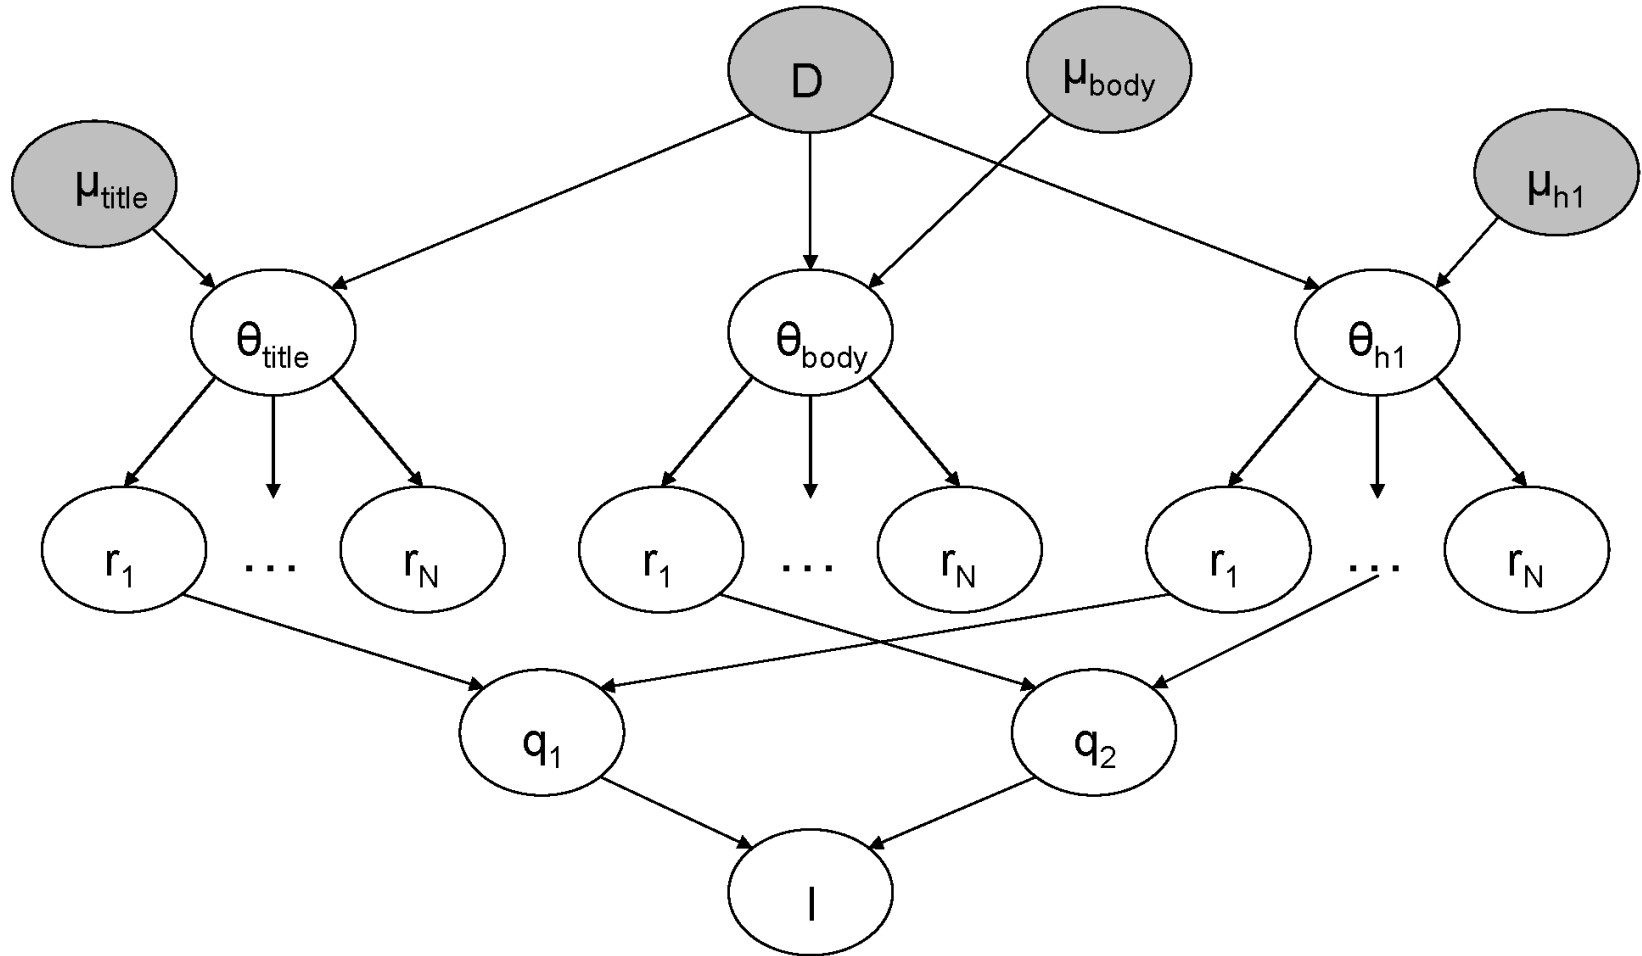 D
μbody
μtitle
μh1
θtitle
θbody
θh1
r1 ... rN r1 ... rN r1 ... rN
q1 q2
I